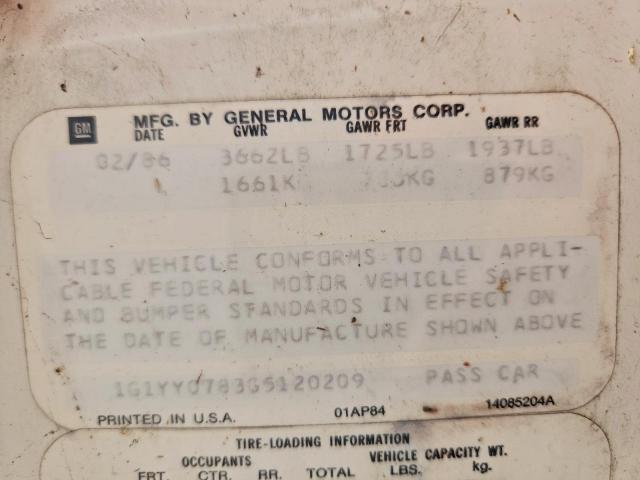 GM MFG. BY GENERAL MOTORS CORP.
DATE GVWR GAWR FRT GAWR RR
02/86 3662LB 1725LB 1937LB
1661K KG 879KG
THIS VEHICLE CONFORMS TO ALL APPLI-
CABLE FEDERAL MOTOR VEHICLE SAFETY
AND BUMPER STANDARDS IN EFFECT ON
THE DATE OF MANUFACTURE SHOWN ABOVE
1G1YY0783G5120209 PASS CAR
PRINTED IN U.S.A. 01AP84 14085204A
TIRE-LOADING INFORMATION
OCCUPANTS VEHICLE CAPACITY WT.
FRT. CTR. RR. TOTAL LBS. kg.